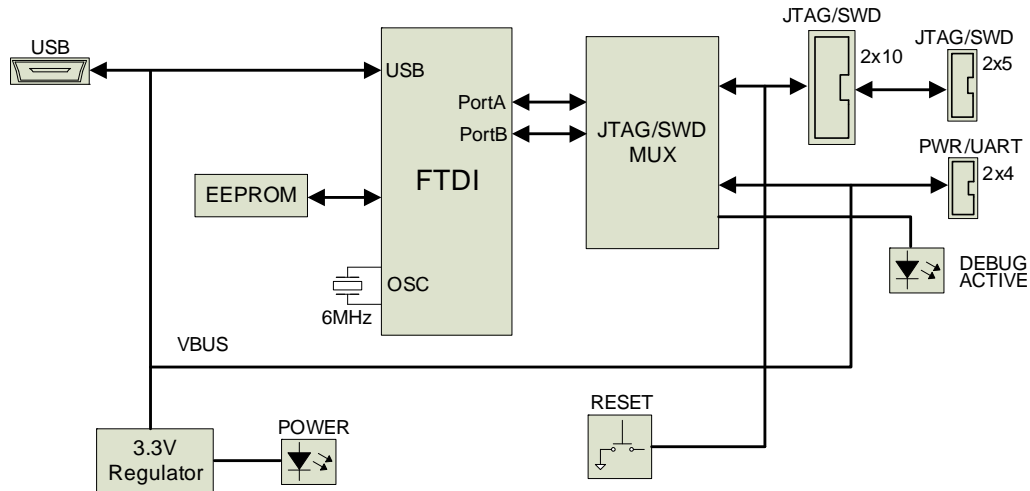 USB
JTAG/SWD
2x10
JTAG/SWD
2x5
USB
PortA
PortB
FTDI
JTAG/SWD
MUX
EEPROM
PWR/UART
2x4
OSC
6MHz
DEBUG
ACTIVE
VBUS
RESET
POWER
3.3V
Regulator